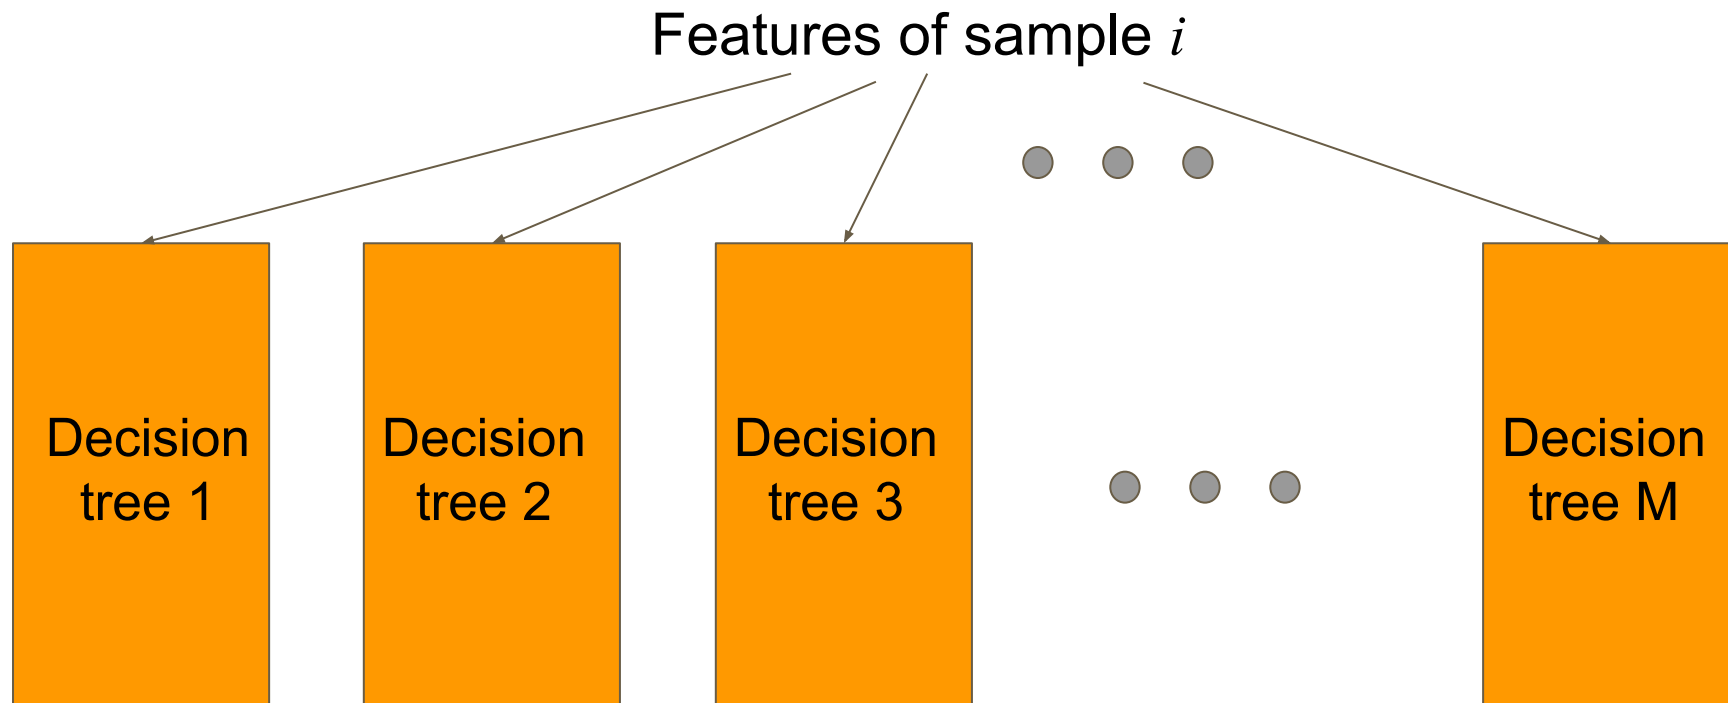 Features of sample i
Decision
tree 1
Decision
tree 2
Decision
tree 3
Decision
tree M